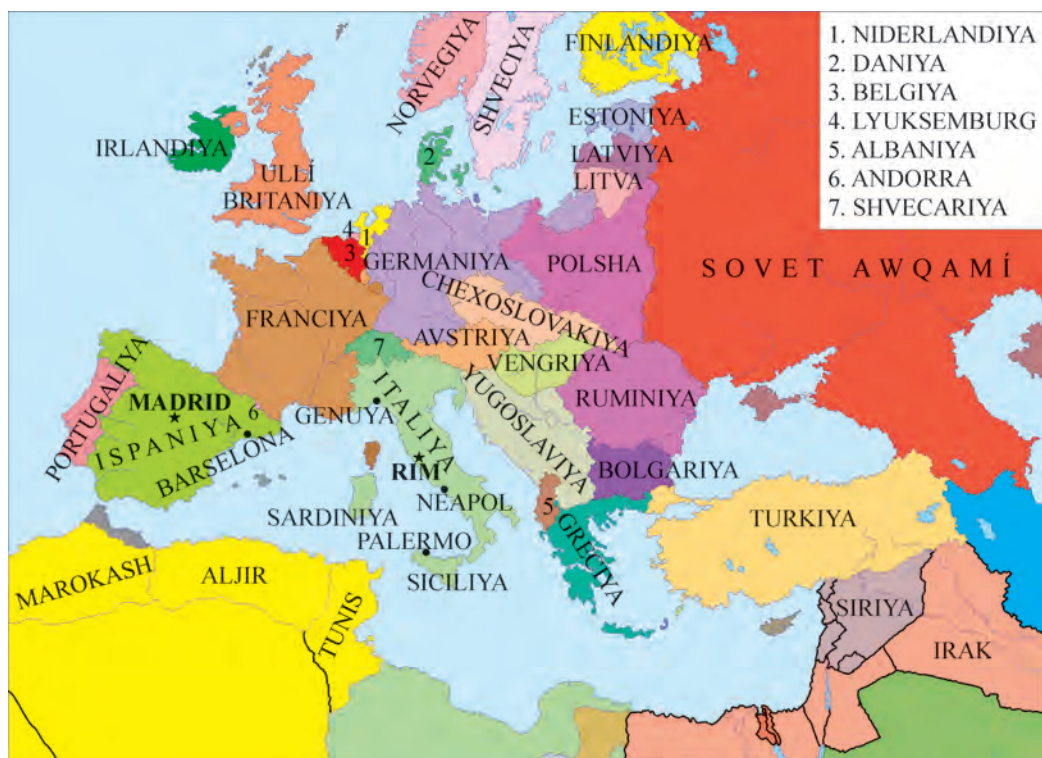 NORVEGIYA
SHVECIYA
FINLANDIYA
1. NIDERLANDIYA
2. DANIYA
3. BELGIYA
4. LYUKSEMBURG
5. ALBANIYA
6. ANDORRA
7. SHVECARIYA
ESTONIYA
LATVIYA
LITVA
IRLANDIYA
ULLÍ
BRITANIYA
2
4
1
3
GERMANIYA
POLSHA
SOVET AWQAMÍ
CHEXOSLOVAKIYA
FRANCIYA
AVSTRIYA
VENGRIYA
7
RUMINIYA
YUGOSLAVIYA
PORTUGALIYA
MADRID
6
ISPANIYA
BARSELONA
GENUYA
ITALIYA
RIM
NEAPOL
BOLGARIYA
5
GRECIYA
TURKIYA
SARDINIYA
PALERMO
SICILIYA
MAROKASH
ALJIR
TUNIS
SIRIYA
IRAK